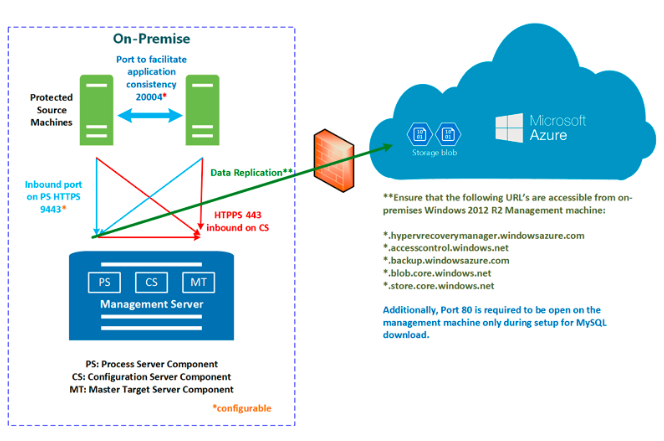 On-Premise
Port to facilitate
application
consistency
20004*
Protected
Source
Machines
Inbound port
on PS HTTPS
9443*
Data Replication**
HTPPS 443
inbound on CS
PS
CS
MT
Management Server
PS: Process Server Component
CS: Configuration Server Component
MT: Master Target Server Component
*configurable
10
01
10
01
Storage blob
Microsoft
Azure
**Ensure that the following URL's are accessible from on-
premises Windows 2012 R2 Management machine:
*.hypervrecoverymanager.windowsazure.com
*.accesscontrol.windows.net
*.backup.windowsazure.com
*.blob.core.windows.net
*.store.core.windows.net
Additionally, Port 80 is required to be open on the
management machine only during setup for MySQL
download.